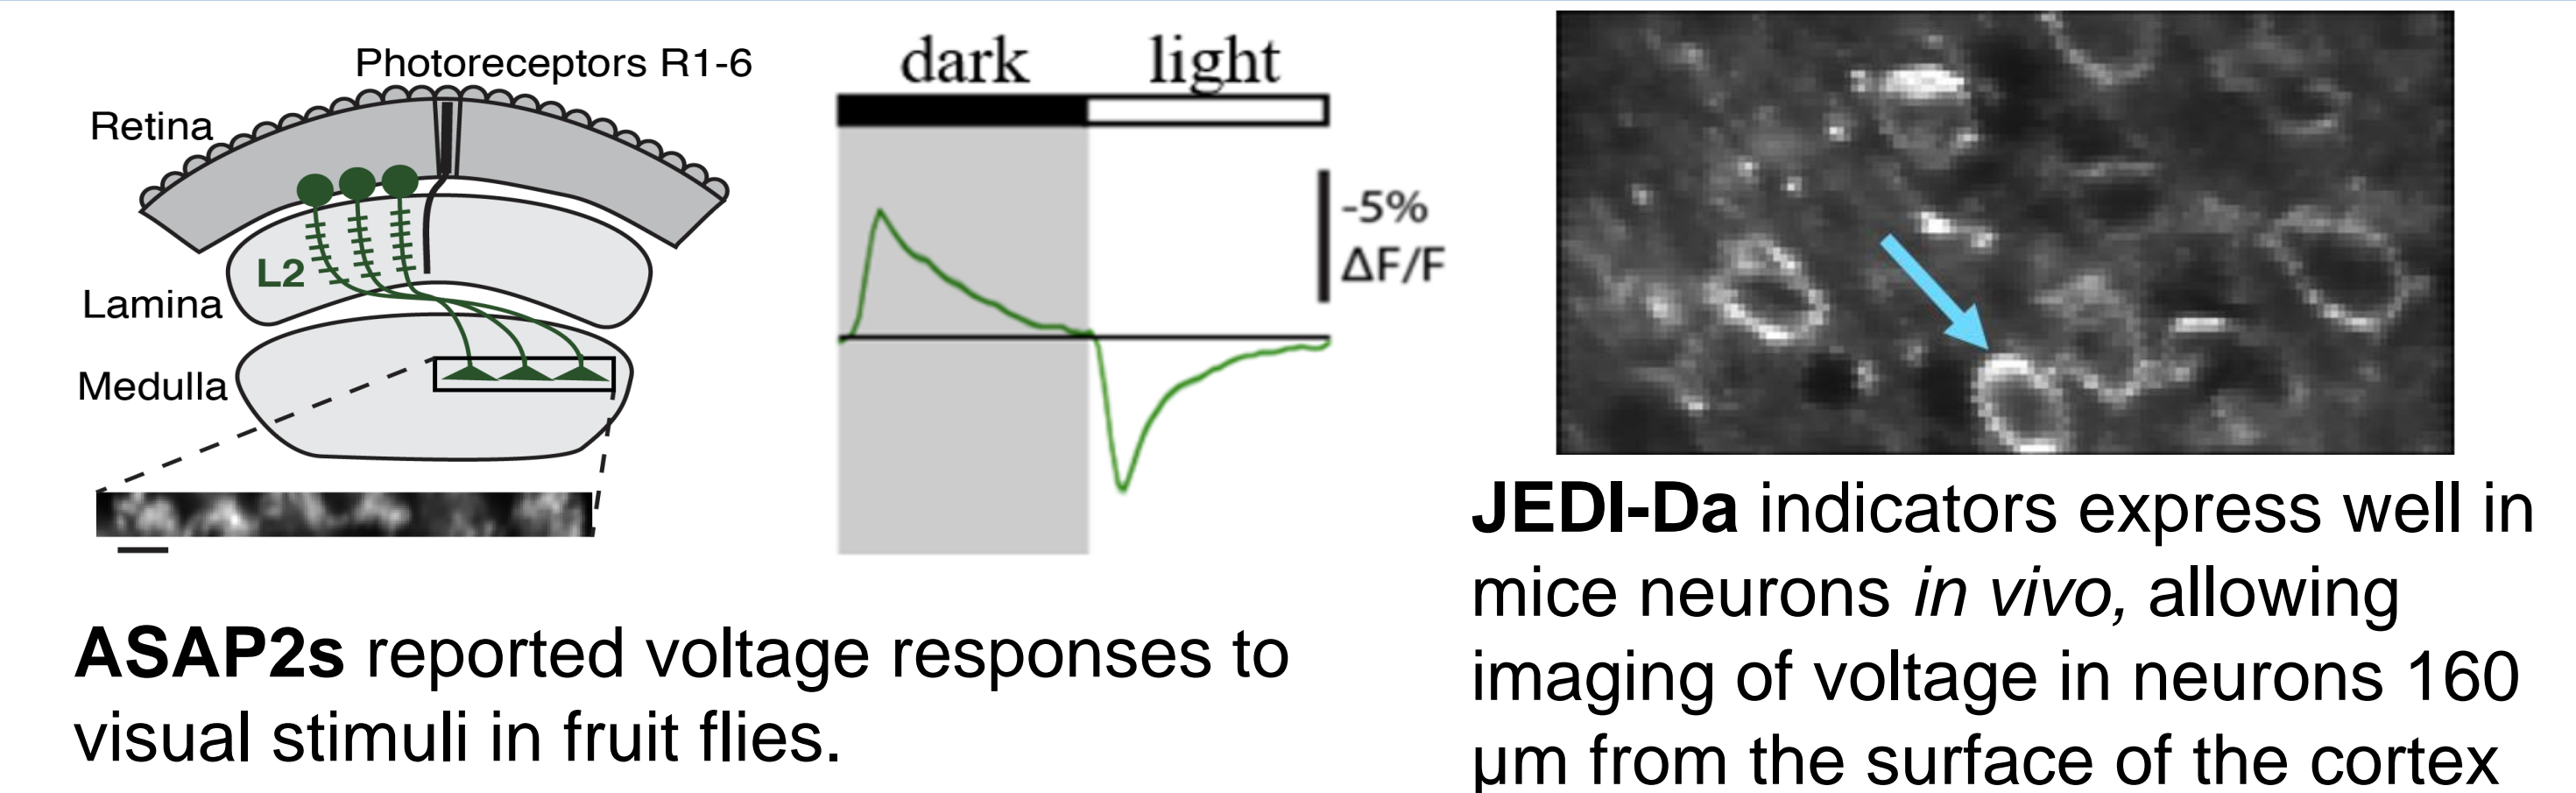 Photoreceptors R1-6
Retina
L2
Lamina
Medulla
dark light
-5%
ΔF/F
ASAP2s reported voltage responses to
visual stimuli in fruit flies.
JEDI-Da indicators express well in
mice neurons in vivo, allowing
imaging of voltage in neurons 160
µm from the surface of the cortex